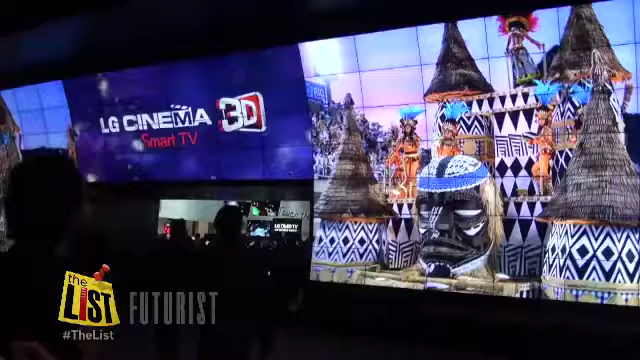 LG CINEMA 3D
Smart TV
the
LIST
FUTURIST
#TheList